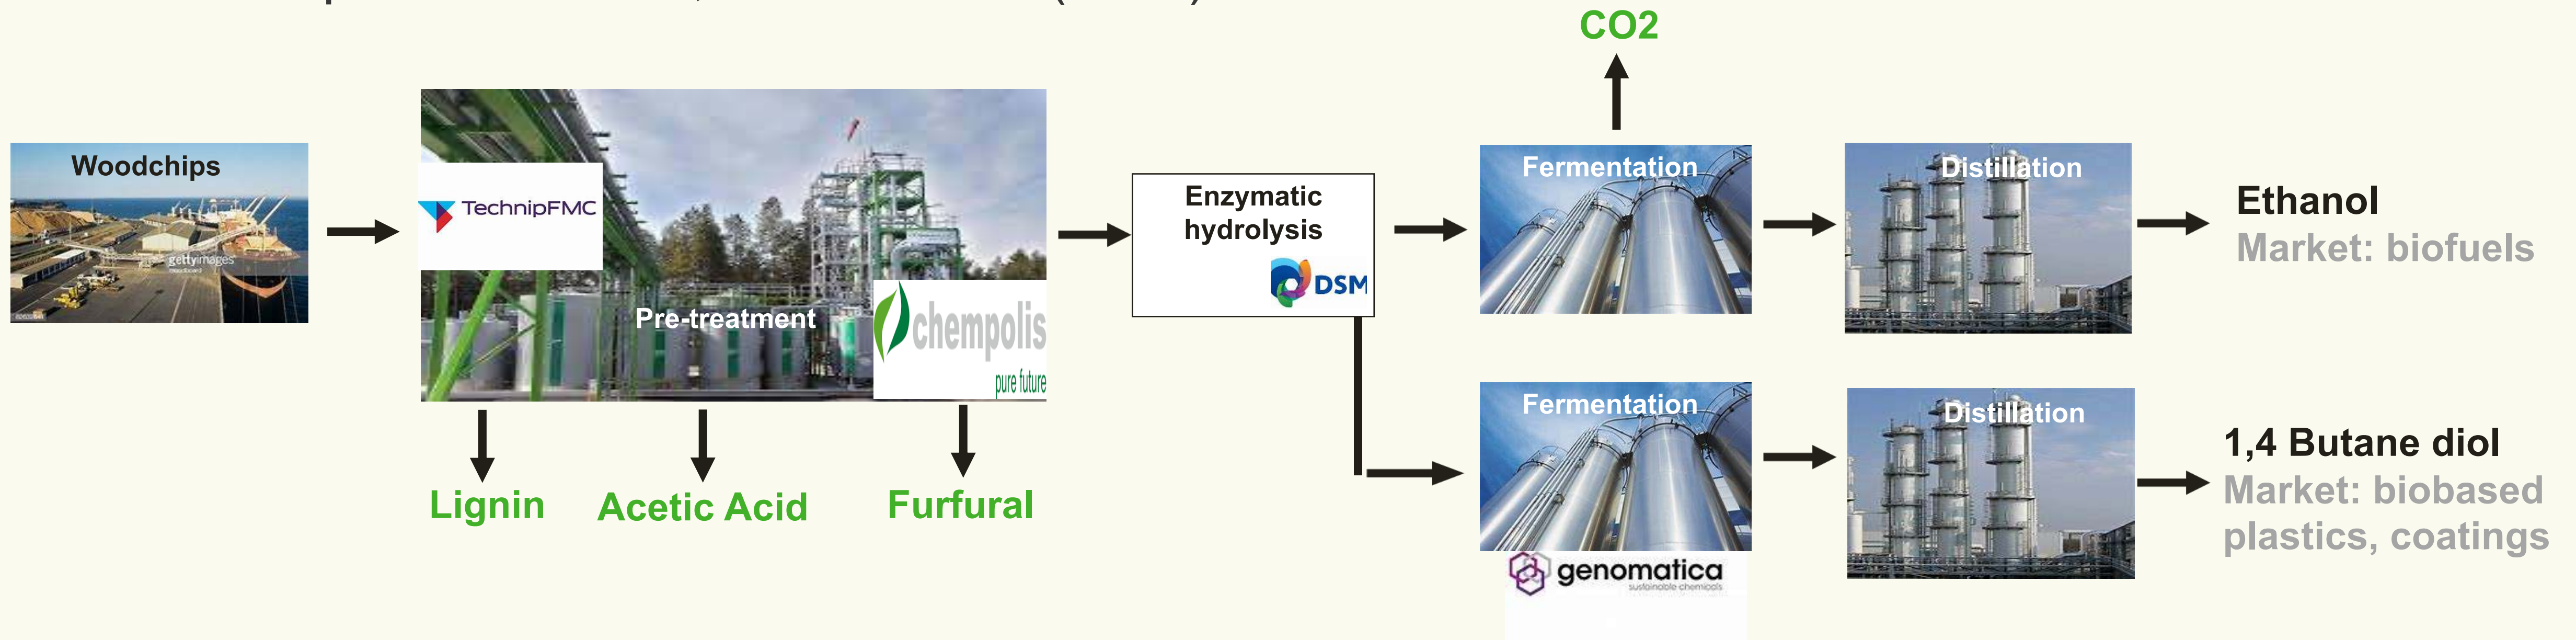 CO2
Woodchips
gettyimages
TechnipFMC
Pre-treatment
chempolis
pure future
Lignin
Acetic Acid
Furfural
Enzymatic
hydrolysis
DSM
Fermentation
Distillation
Ethanol
Market: biofuels
Fermentation
genomatica
sustainable chemicals
Distillation
1,4 Butane diol
Market: biobased
plastics, coatings